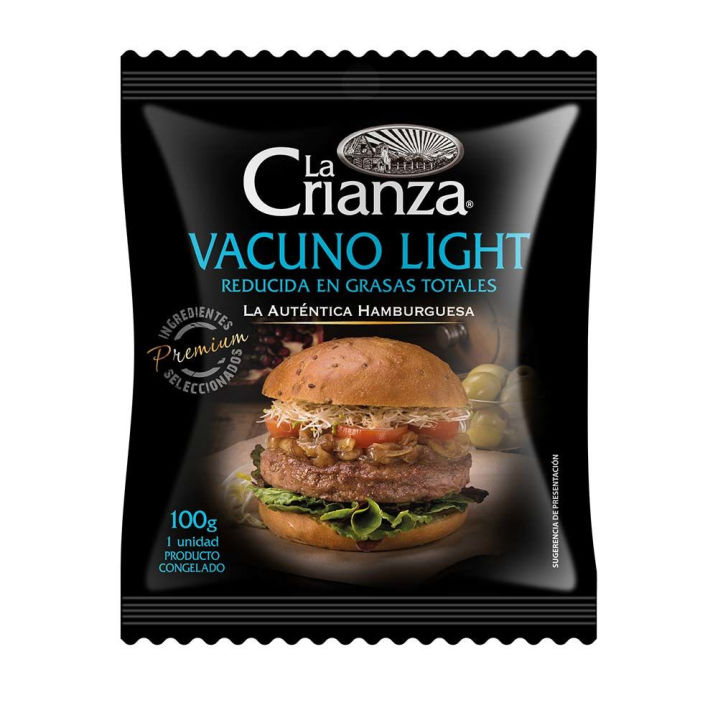 La
Crianza®
VACUNO LIGHT
REDUCIDA EN GRASAS TOTALES
LA AUTÉNTICA HAMBURGUESA
INGREDIENTES
Premium
SELECCIONADOS
100g
1 unidad
PRODUCTO
CONGELADO
SUGERENCIA DE PRESENTACIÓN